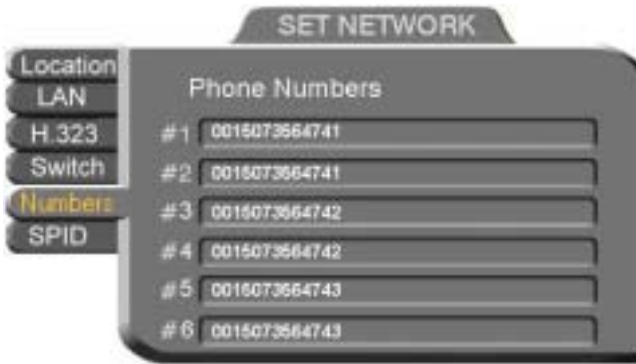 SET NETWORK
Location
LAN
H.323
Switch
Numbers
SPID
Phone Numbers
#1 0015073564741
#2 0015073564741
#3 0015073564742
#4 0015073564742
#5 0015073564743
#6 0015073564743